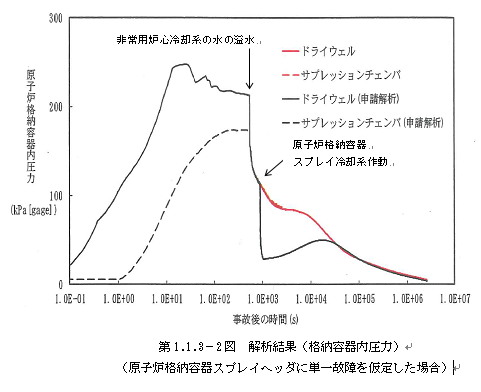 非常用炉心冷却系の水の溢水
ドライウェル
サプレッションチェンバ
ドライウェル(申請解析)
サプレッションチェンバ(申請解析)
原子炉格納容器
スプレイ冷却系作動
原子炉格納容器内圧力
(kPa[gage])
300
200
100
0
1.0E-01 1.0E+00 1.0E+01 1.0E+02 1.0E+03 1.0E+04 1.0E+05 1.0E+06 1.0E+07
事故後の時間(s)
第1.1.3-2図 解析結果（格納容器内圧力）
（原子炉格納容器スプレイヘッダに単一故障を仮定した場合）